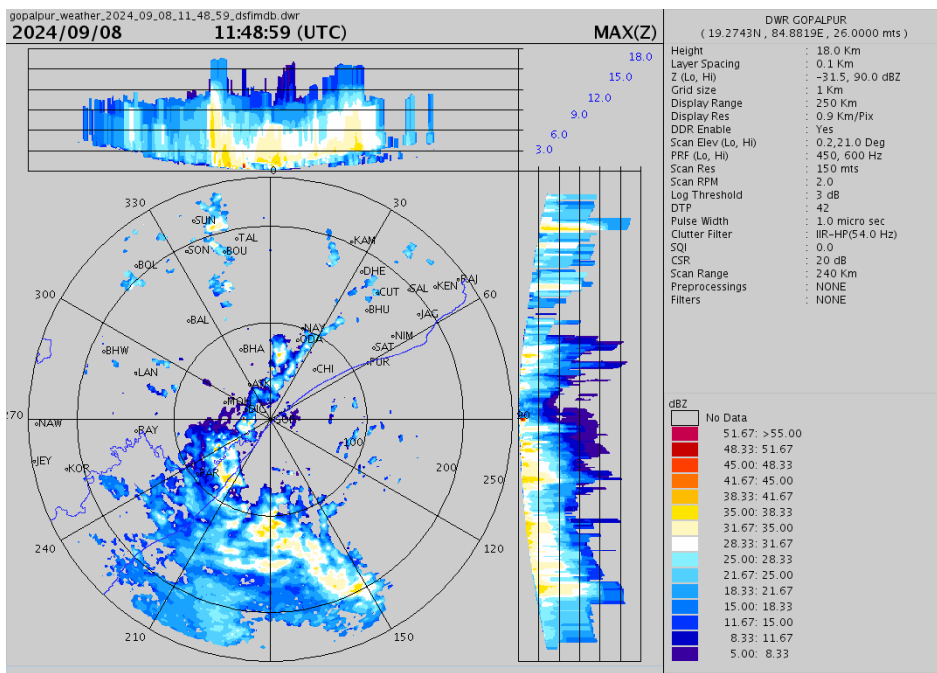 gopalpur_weather_2024_09_08_11_48_59_dsfimdb.dwr
2024/09/08 11:48:59 (UTC) MAX(Z)
18.0
15.0
12.0
9.0
6.0
3.0
0
330 30
SUN
TAL KAM
SON BOU
BOL DHE
RAJ
KEN
SAL
CUT
300 60
BHU
JAG
BAL
NAY
NIM
ODA
SAT
BHA
BHW
PUR
LAN
CHI
270 90
NAW
RAY
100
JEY
KOR
200
250
240 120
210 150
DWR GOPALPUR
( 19.2743N , 84.8819E , 26.0000 mts )
Height : 18.0 Km
Layer Spacing : 0.1 Km
Z (Lo, Hi) : -31.5, 90.0 dBZ
Grid size : 1 Km
Display Range : 250 Km
Display Res : 0.9 Km/Pix
DDR Enable : Yes
Scan Elev (Lo, Hi) : 0.2,21.0 Deg
PRF (Lo, Hi) : 450, 600 Hz
Scan Res : 150 mts
Scan RPM : 2.0
Log Threshold : 3 dB
DTP : 42
Pulse Width : 1.0 micro sec
Clutter Filter : IIR-HP(54.0 Hz)
SQI : 0.0
CSR : 20 dB
Scan Range : 240 Km
Preprocessings : NONE
Filters : NONE
dBZ
No Data
51.67: >55.00
48.33: 51.67
45.00: 48.33
41.67: 45.00
38.33: 41.67
35.00: 38.33
31.67: 35.00
28.33: 31.67
25.00: 28.33
21.67: 25.00
18.33: 21.67
15.00: 18.33
11.67: 15.00
8.33: 11.67
5.00: 8.33